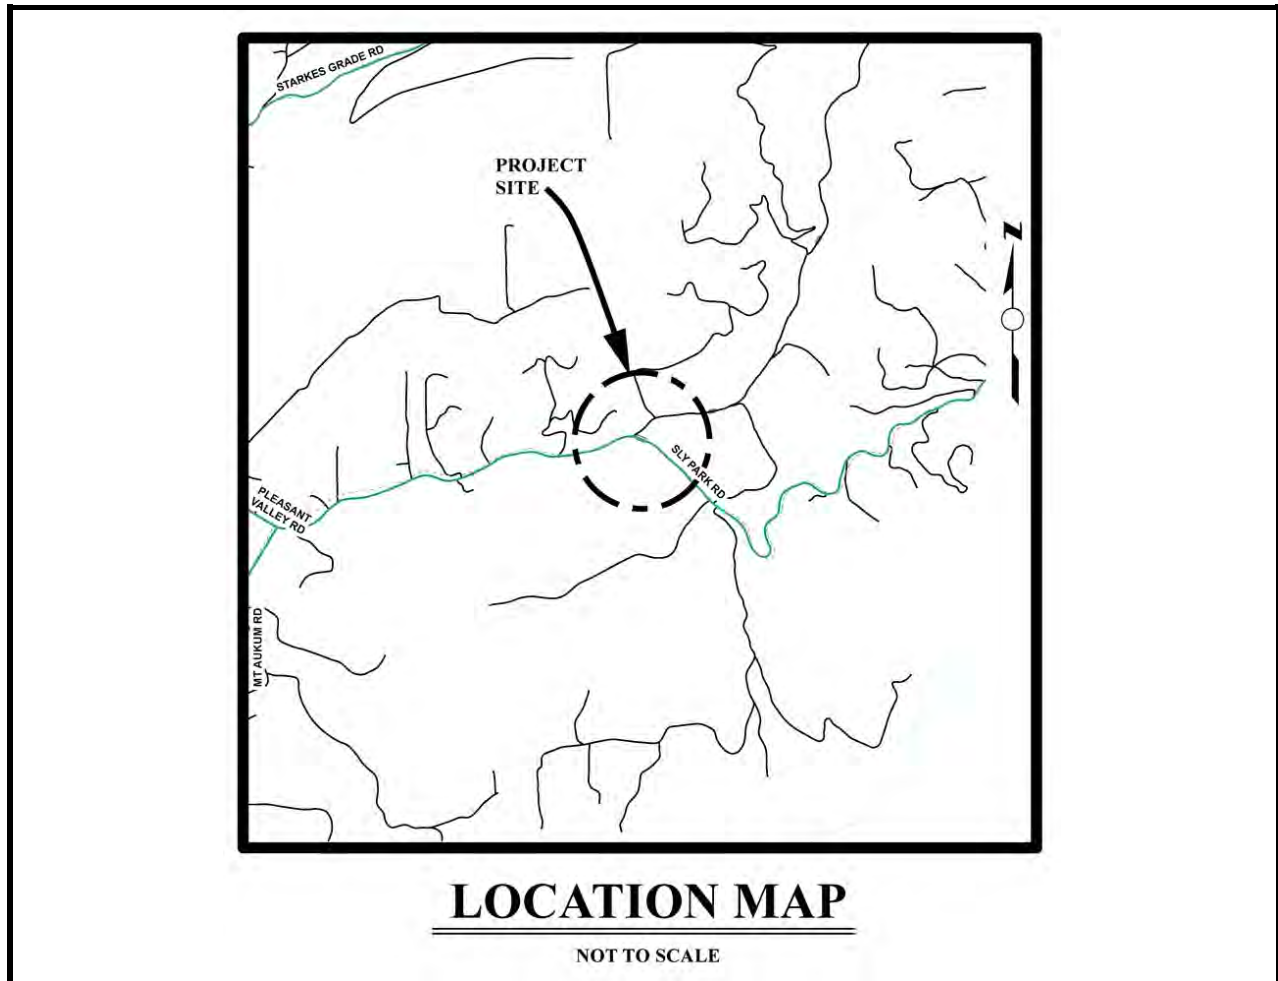 STARKES GRADE RD
PROJECT
SITE
Z
SLY PARK RD
PLEASANT
VALLEY RD
MT AUKUM RD
LOCATION MAP
NOT TO SCALE